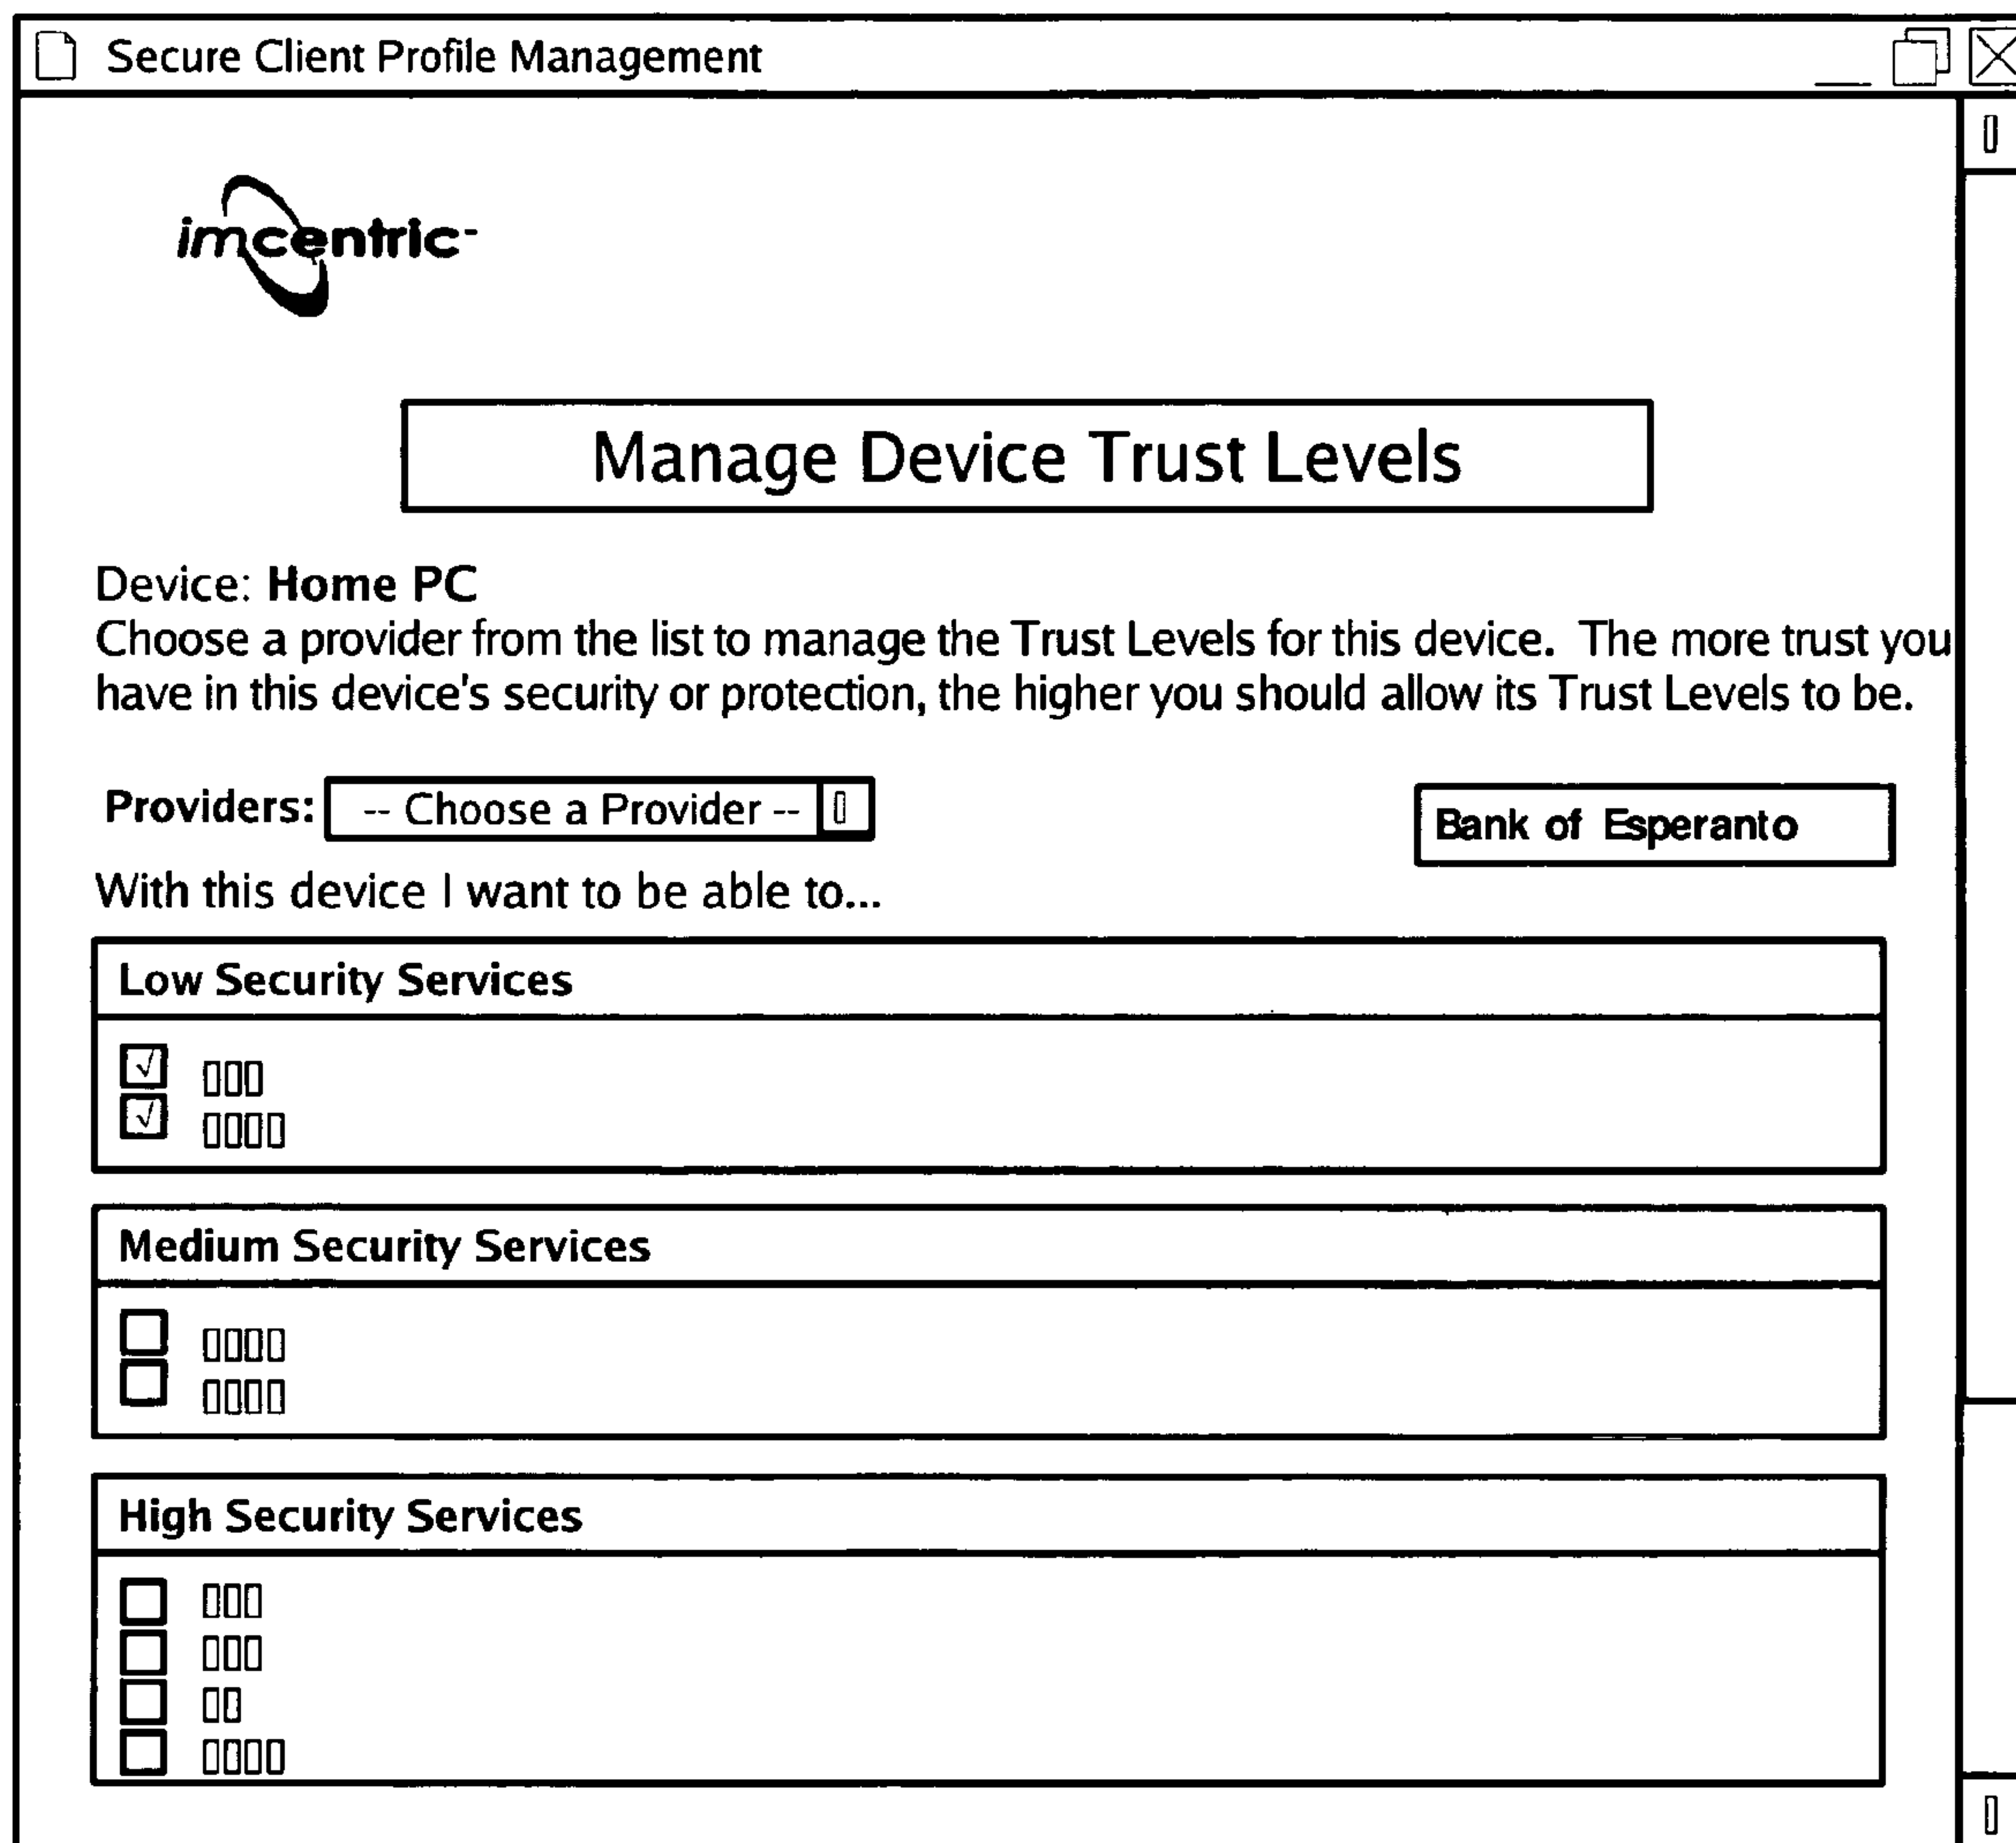 Secure Client Profile Management
imcentric
Manage Device Trust Levels
Device: Home PC
Choose a provider from the list to manage the Trust Levels for this device. The more trust you
have in this device's security or protection, the higher you should allow its Trust Levels to be.
Providers: -- Choose a Provider --
Bank of Esperanto
With this device I want to be able to...
Low Security Services
Medium Security Services
High Security Services